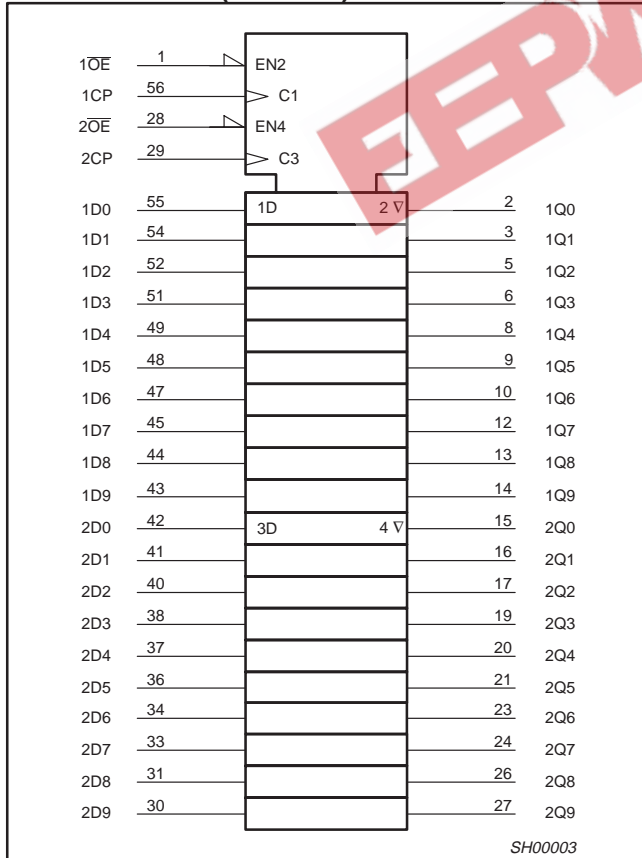 1OE 1 EN2
1CP 56 C1
2OE 28 EN4
2CP 29 C3
1D0 55 1D 2 ∇ 2 1Q0
1D1 54 3 1Q1
1D2 52 5 1Q2
1D3 51 6 1Q3
1D4 49 8 1Q4
1D5 48 9 1Q5
1D6 47 10 1Q6
1D7 45 12 1Q7
1D8 44 13 1Q8
1D9 43 14 1Q9
2D0 42 3D 4 ∇ 15 2Q0
2D1 41 16 2Q1
2D2 40 17 2Q2
2D3 38 19 2Q3
2D4 37 20 2Q4
2D5 36 21 2Q5
2D6 34 23 2Q6
2D7 33 24 2Q7
2D8 31 26 2Q8
2D9 30 27 2Q9
SH00003